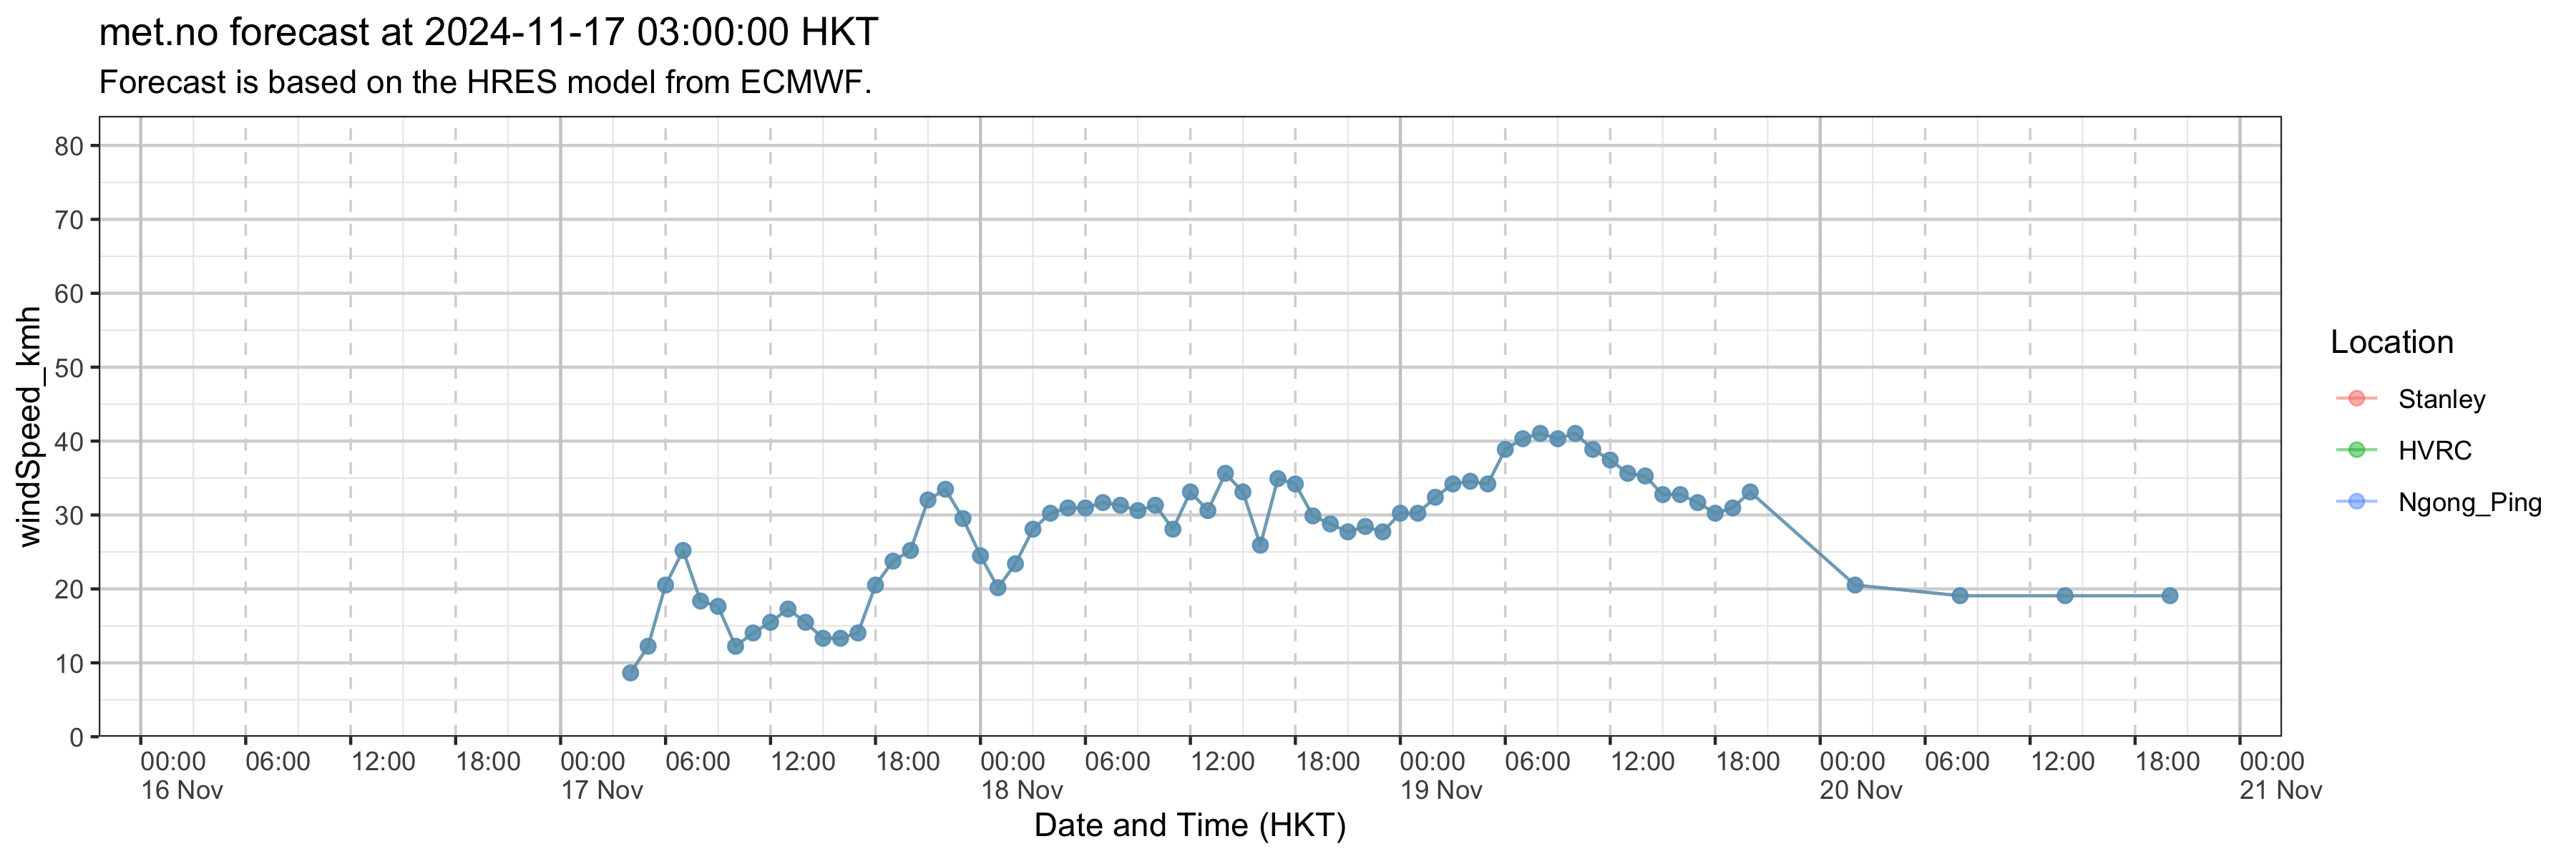 met.no forecast at 2024-11-17 03:00:00 HKT
Forecast is based on the HRES model from ECMWF.
80
70
60
50
40
30
20
10
0
windSpeed_kmh
00:00 06:00 12:00 18:00 00:00 06:00 12:00 18:00 00:00 06:00 12:00 18:00 00:00 06:00 12:00 18:00 00:00 06:00 12:00 18:00 00:00
16 Nov 17 Nov 18 Nov 19 Nov 20 Nov 21 Nov
Date and Time (HKT)
Location
Stanley
HVRC
Ngong_Ping